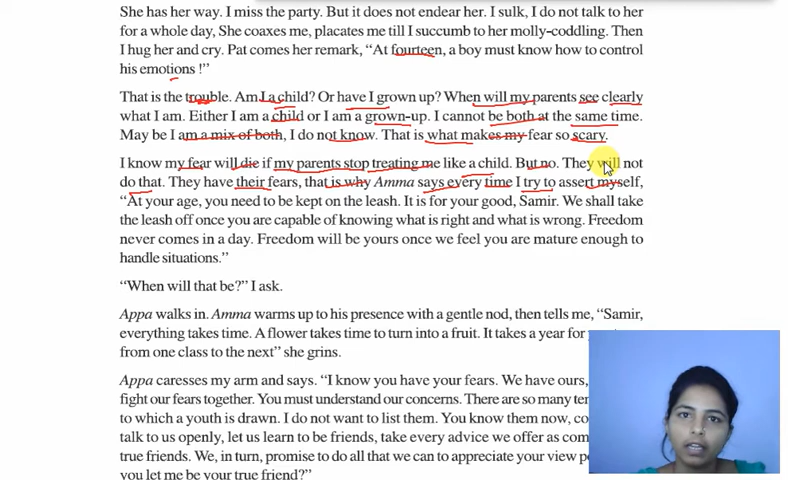 She has her way. I miss the party. But it does not endear her. I sulk, I do not talk to her
for a whole day, She coaxes me, placates me till I succumb to her molly-coddling. Then
I hug her and cry. Pat comes her remark, “At fourteen, a boy must know how to control
his emotions !”
That is the trouble. Am I a child? Or have I grown up? When will my parents see clearly
what I am. Either I am a child or I am a grown-up. I cannot be both at the same time.
May be I am a mix of both, I do not know. That is what makes my fear so scary.
I know my fear will die if my parents stop treating me like a child. But no. They will not
do that. They have their fears, that is why Amma says every time I try to assert myself,
“At your age, you need to be kept on the leash. It is for your good, Samir. We shall take
the leash off once you are capable of knowing what is right and what is wrong. Freedom
never comes in a day. Freedom will be yours once we feel you are mature enough to
handle situations.”
“When will that be?” I ask.
Appa walks in. Amma warms up to his presence with a gentle nod, then tells me, “Samir,
everything takes time. A flower takes time to turn into a fruit. It takes a year for
from one class to the next” she grins.
Appa caresses my arm and says. “I know you have your fears. We have ours,
fight our fears together. You must understand our concerns. There are so many
to which a youth is drawn. I do not want to list them. You know them now,
talk to us openly, let us learn to be friends, take every advice we offer as
true friends. We, in turn, promise to do all that we can to appreciate your view
you let me be your true friend?”